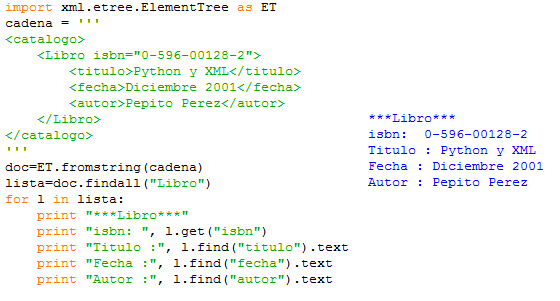 import xml.etree.ElementTree as ET
cadena = '''
<catalogo>
    <Libro isbn="0-596-00128-2">
        <titulo>Python y XML</titulo>
        <fecha>Diciembre 2001</fecha>
        <autor>Pepito Perez</autor>
    </Libro>
</catalogo>
'''
doc=ET.fromstring(cadena)
lista=doc.findall("Libro")
for l in lista:
    print "***Libro***"
    print "isbn: ", l.get("isbn")
    print "Titulo :", l.find("titulo").text
    print "Fecha :", l.find("fecha").text
    print "Autor :", l.find("autor").text
***Libro***
isbn:  0-596-00128-2
Titulo : Python y XML
Fecha : Diciembre 2001
Autor : Pepito Perez